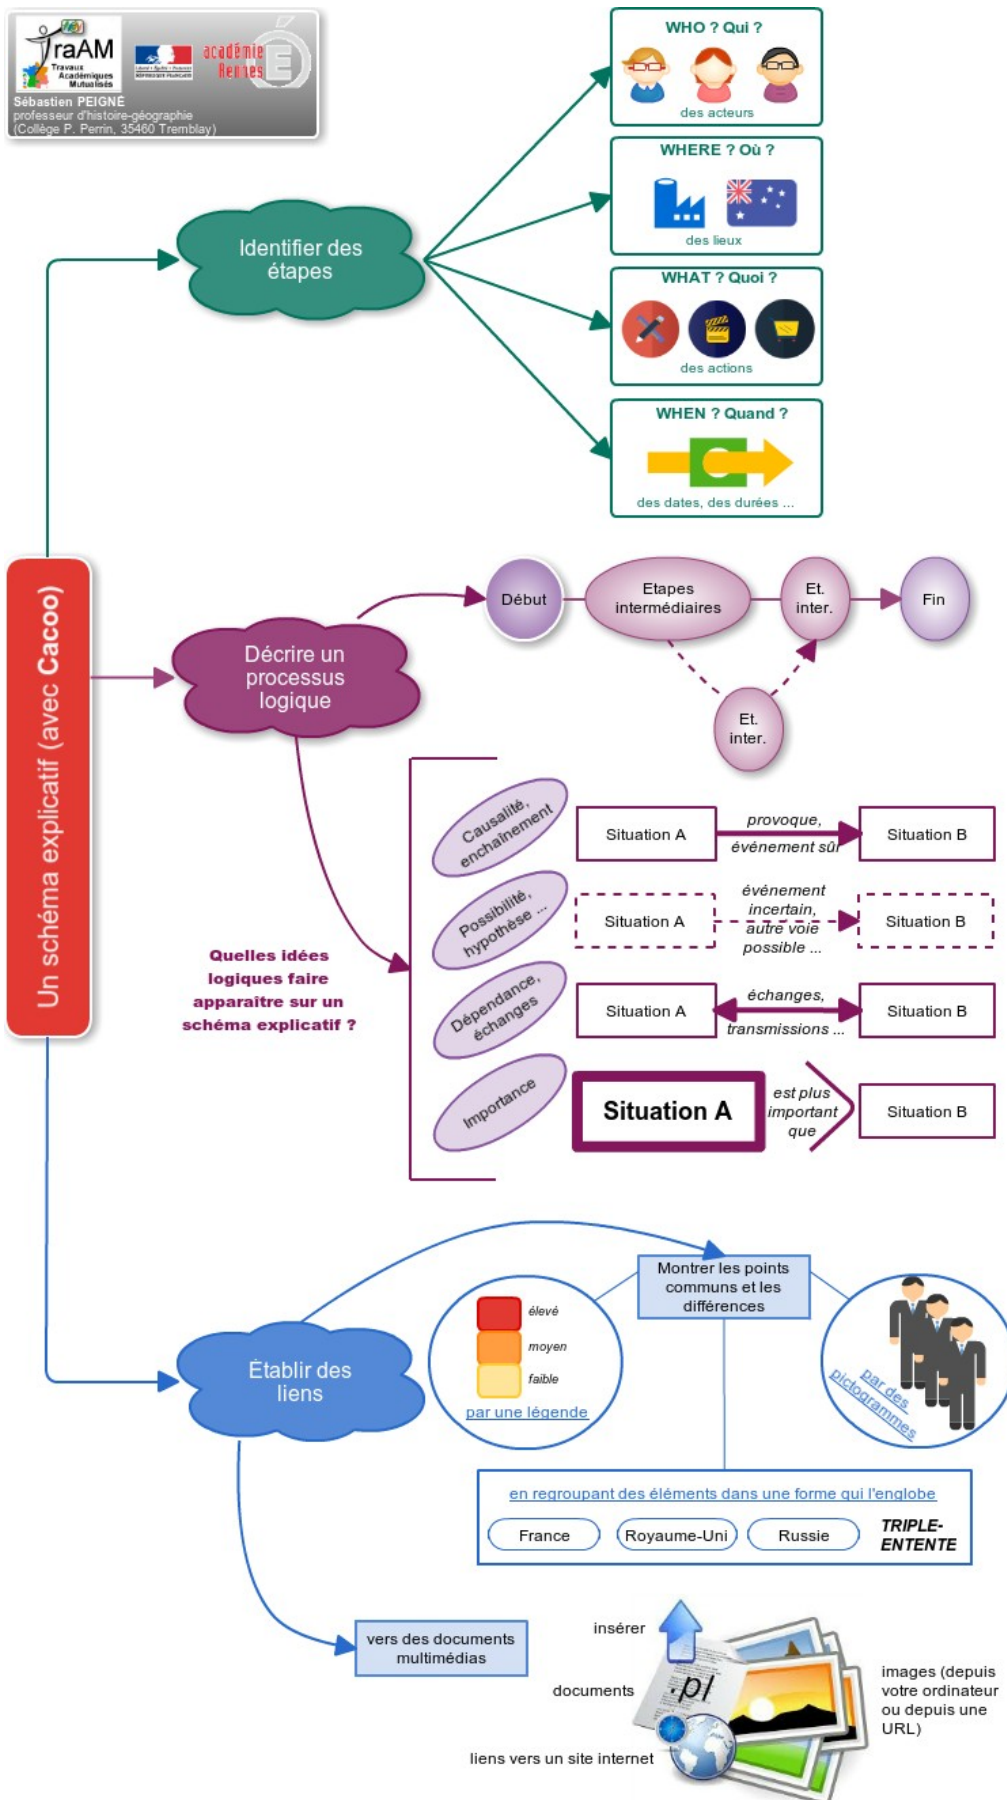 TraAM
Travaux
Académiques
Mutualisés
RÉPUBLIQUE FRANÇAISE
académie
Rennes
Sébastien PEIGNÉ
professeur d'histoire-géographie
(Collège P. Perrin, 35460 Tremblay)
Un schéma explicatif (avec Cacoo)
Identifier des
étapes
WHO ? Qui ?
des acteurs
WHERE ? Où ?
des lieux
WHAT ? Quoi ?
des actions
WHEN ? Quand ?
des dates, des durées ...
Décrire un
processus
logique
Début
Etapes
intermédiaires
Et.
inter.
Fin
Et.
inter.
Quelles idées
logiques faire
apparaître sur un
schéma explicatif ?
Causalité,
enchaînement
Situation A
provoque,
événement sûr
Situation B
Possibilité,
hypothèse ...
Situation A
événement
incertain,
autre voie
possible ...
Situation B
Dépendance,
échanges
Situation A
échanges,
transmissions ...
Situation B
Importance
Situation A
est plus
important
que
Situation B
Établir des
liens
Montrer les points
communs et les
différences
élevé
moyen
faible
par une légende
par des
pictogrammes
en regroupant des éléments dans une forme qui l'englobe
France
Royaume-Uni
Russie
TRIPLE-
ENTENTE
vers des documents
multimédias
insérer
documents
.pl
liens vers un site internet
images (depuis
votre ordinateur
ou depuis une
URL)